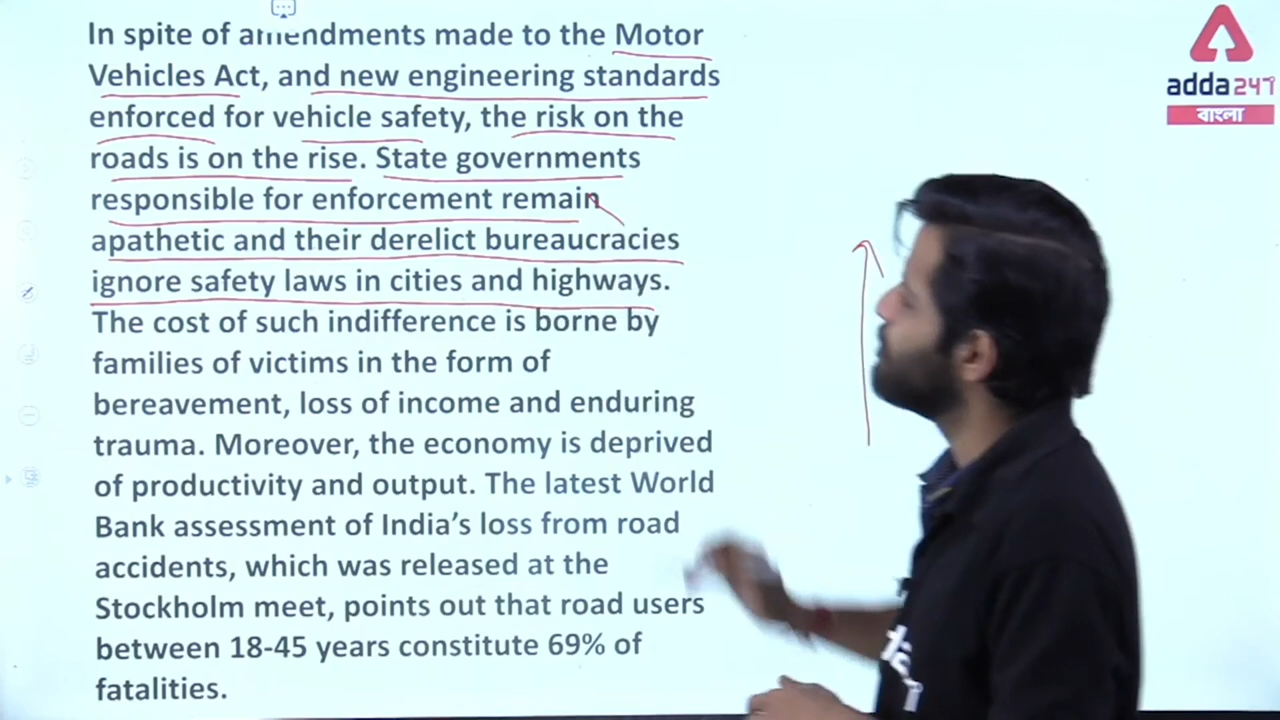 In spite of amendments made to the Motor
Vehicles Act, and new engineering standards
enforced for vehicle safety, the risk on the
roads is on the rise. State governments
responsible for enforcement remain
apathetic and their derelict bureaucracies
ignore safety laws in cities and highways.
The cost of such indifference is borne by
families of victims in the form of
bereavement, loss of income and enduring
trauma. Moreover, the economy is deprived
of productivity and output. The latest World
Bank assessment of India’s loss from road
accidents, which was released at the
Stockholm meet, points out that road users
between 18-45 years constitute 69% of
fatalities.
adda247
বাংলা